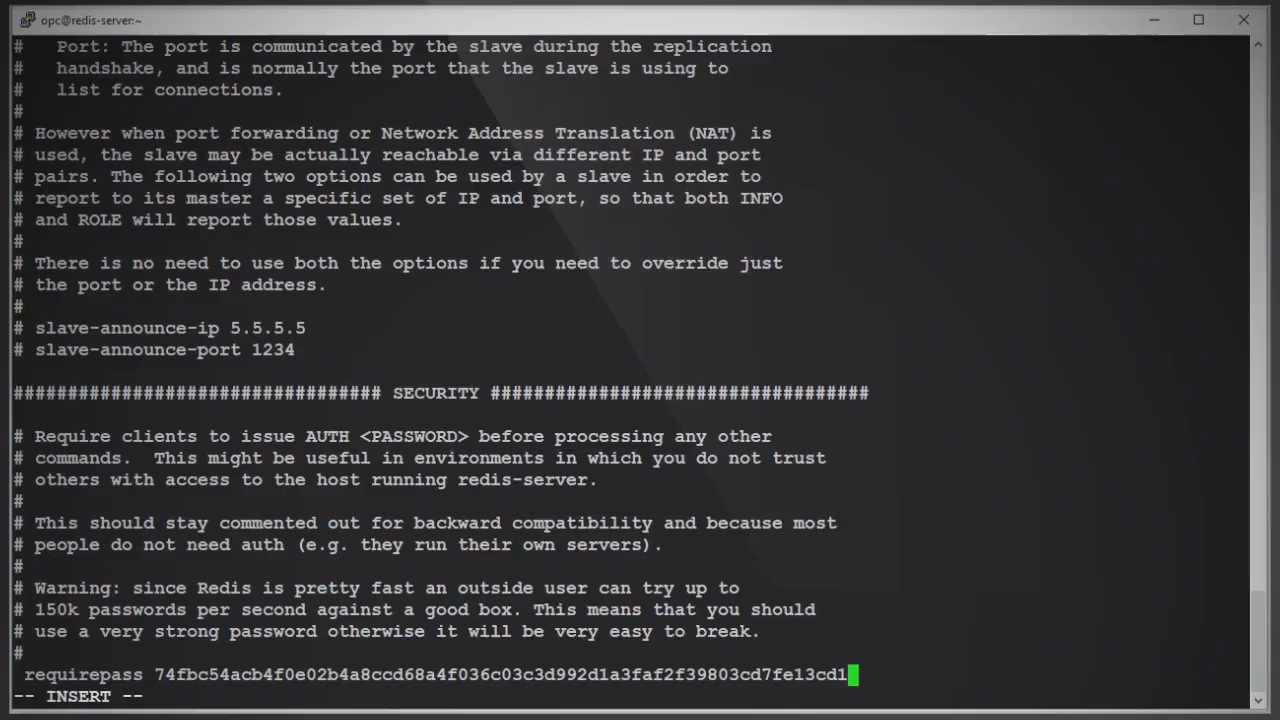 opc@redis-server:~
#   Port: The port is communicated by the slave during the replication
#   handshake, and is normally the port that the slave is using to
#   list for connections.
#
# However when port forwarding or Network Address Translation (NAT) is
# used, the slave may be actually reachable via different IP and port
# pairs. The following two options can be used by a slave in order to
# report to its master a specific set of IP and port, so that both INFO
# and ROLE will report those values.
#
# There is no need to use both the options if you need to override just
# the port or the IP address.
#
# slave-announce-ip 5.5.5.5
# slave-announce-port 1234
################################## SECURITY ###################################
# Require clients to issue AUTH <PASSWORD> before processing any other
# commands.  This might be useful in environments in which you do not trust
# others with access to the host running redis-server.
#
# This should stay commented out for backward compatibility and because most
# people do not need auth (e.g. they run their own servers).
#
# Warning: since Redis is pretty fast an outside user can try up to
# 150k passwords per second against a good box. This means that you should
# use a very strong password otherwise it will be very easy to break.
#
requirepass 74fbc54acb4f0e02b4a8ccd68a4f036c03c3d992d1a3faf2f39803cd7fe13cd1
-- INSERT --